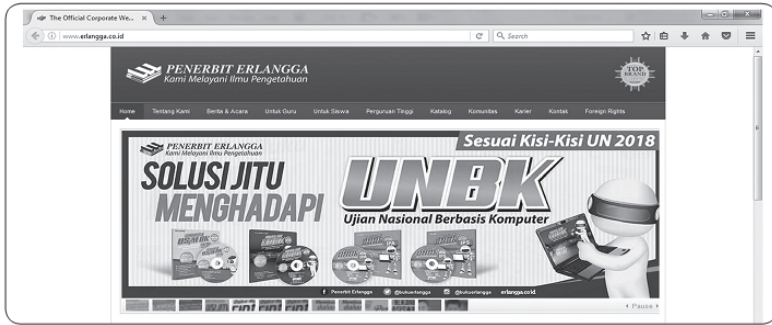 The Official Corporate We...
www.erlangga.co.id
Search
PENERBIT ERLANGGA
Kami Melayani Ilmu Pengetahuan
TOP
BRAND
Home Tentang Kami Berita & Acara Untuk Guru Untuk Siswa Perguruan Tinggi Katalog Komunitas Karier Kontak Foreign Rights
PENERBIT ERLANGGA
Kami Melayani Ilmu Pengetahuan
Sesuai Kisi-Kisi UN 2018
SOLUSI JITU
MENGHADAPI
UNBK
Ujian Nasional Berbasis Komputer
Penerbit Erlangga @bukuerlangga @bukuerlangga erlangga.co.id
Pause